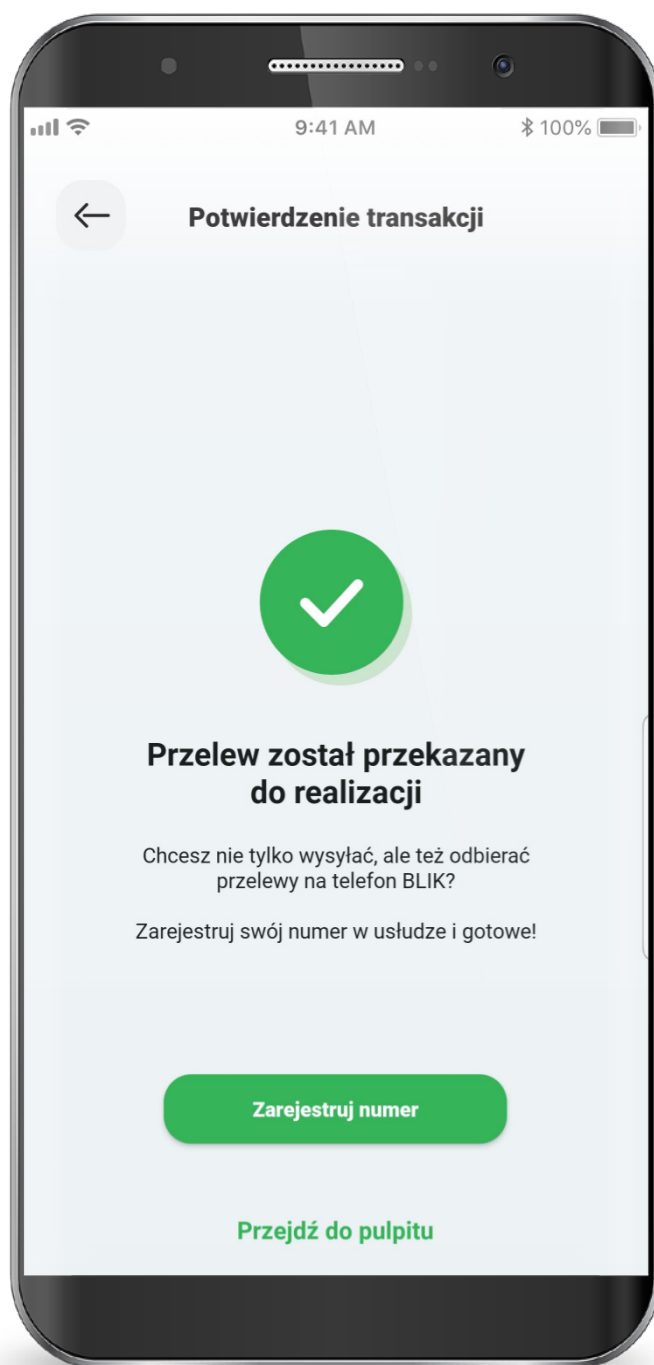 9:41 AM
100%
Potwierdzenie transakcji
Przelew został przekazany
do realizacji
Chcesz nie tylko wysyłać, ale też odbierać
przelewy na telefon BLIK?
Zarejestruj swój numer w usłudze i gotowe!
Zarejestruj numer
Przejdź do pulpitu